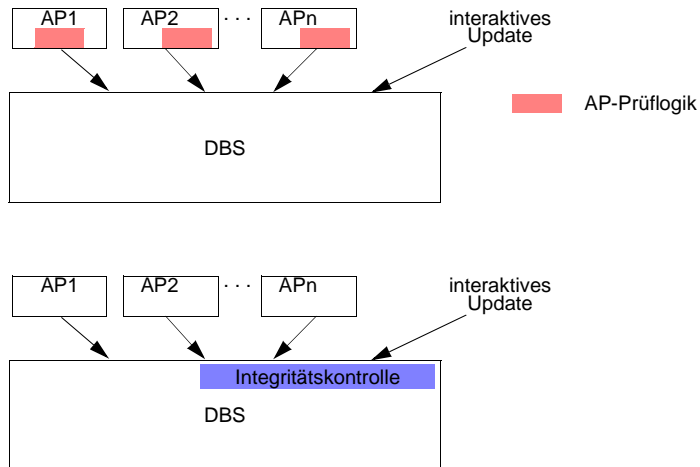 AP1 AP2 · · · APn interaktives
Update
AP-Prüflogik
DBS
AP1 AP2 · · · APn interaktives
Update
Integritätskontrolle
DBS